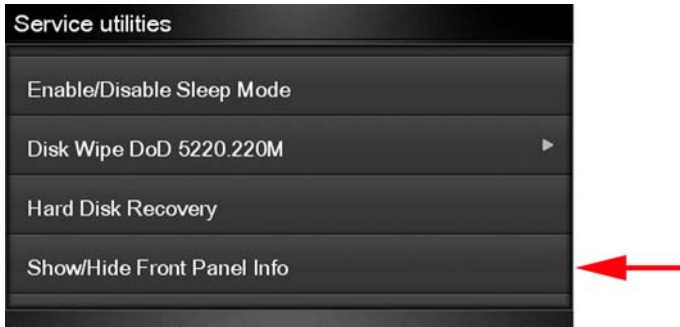 Service utilities
Enable/Disable Sleep Mode
Disk Wipe DoD 5220.220M
Hard Disk Recovery
Show/Hide Front Panel Info